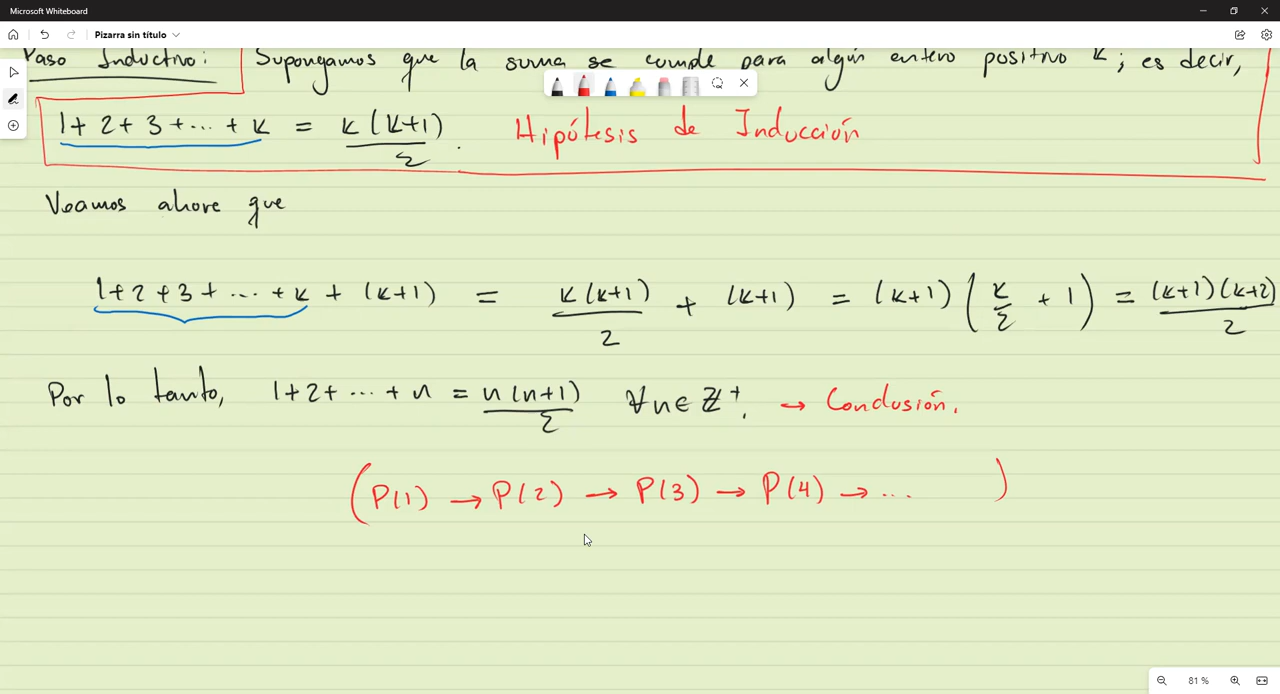 Microsoft Whiteboard
Pizarra sin título
Paso Inductivo: Supongamos que la suma se cumple para algún entero positivo k; es decir,
1+2+3+...+k = k(k+1)/2. Hipótesis de Inducción
Veamos ahora que
1+2+3+...+k+(k+1) = k(k+1)/2 + (k+1) = (k+1)(k/2 + 1) = (k+1)(k+2)/2
Por lo tanto, 1+2+...+n = n(n+1)/2 ∀n∈ℤ⁺. → Conclusión.
(P(1) → P(2) → P(3) → P(4) → ... )
81 %